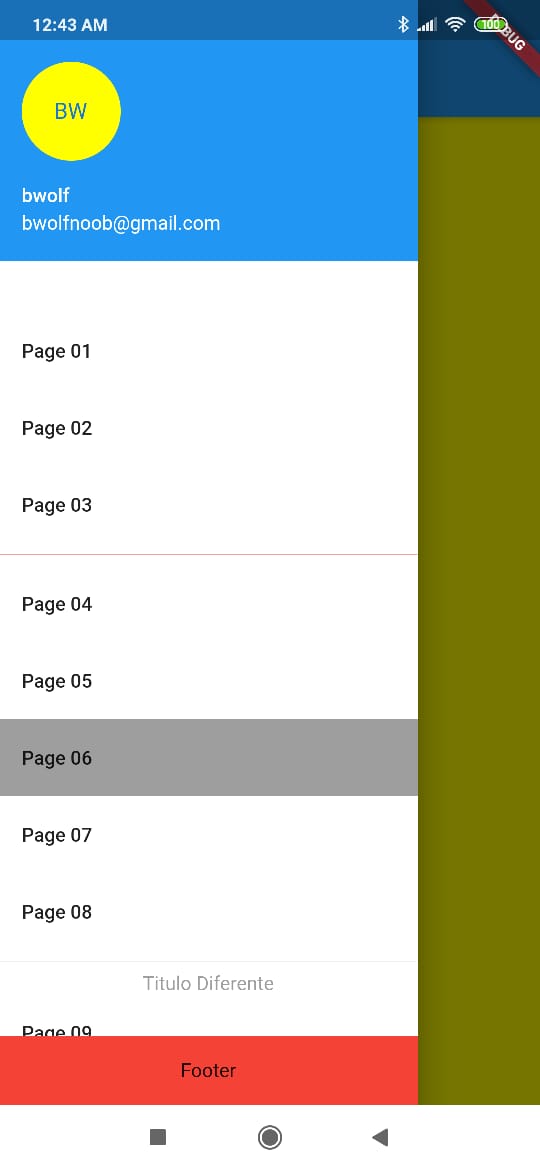 12:43 AM
100
BW
bwolf
bwolfnoob@gmail.com
Page 01
Page 02
Page 03
Page 04
Page 05
Page 06
Page 07
Page 08
Titulo Diferente
Page 09
Footer